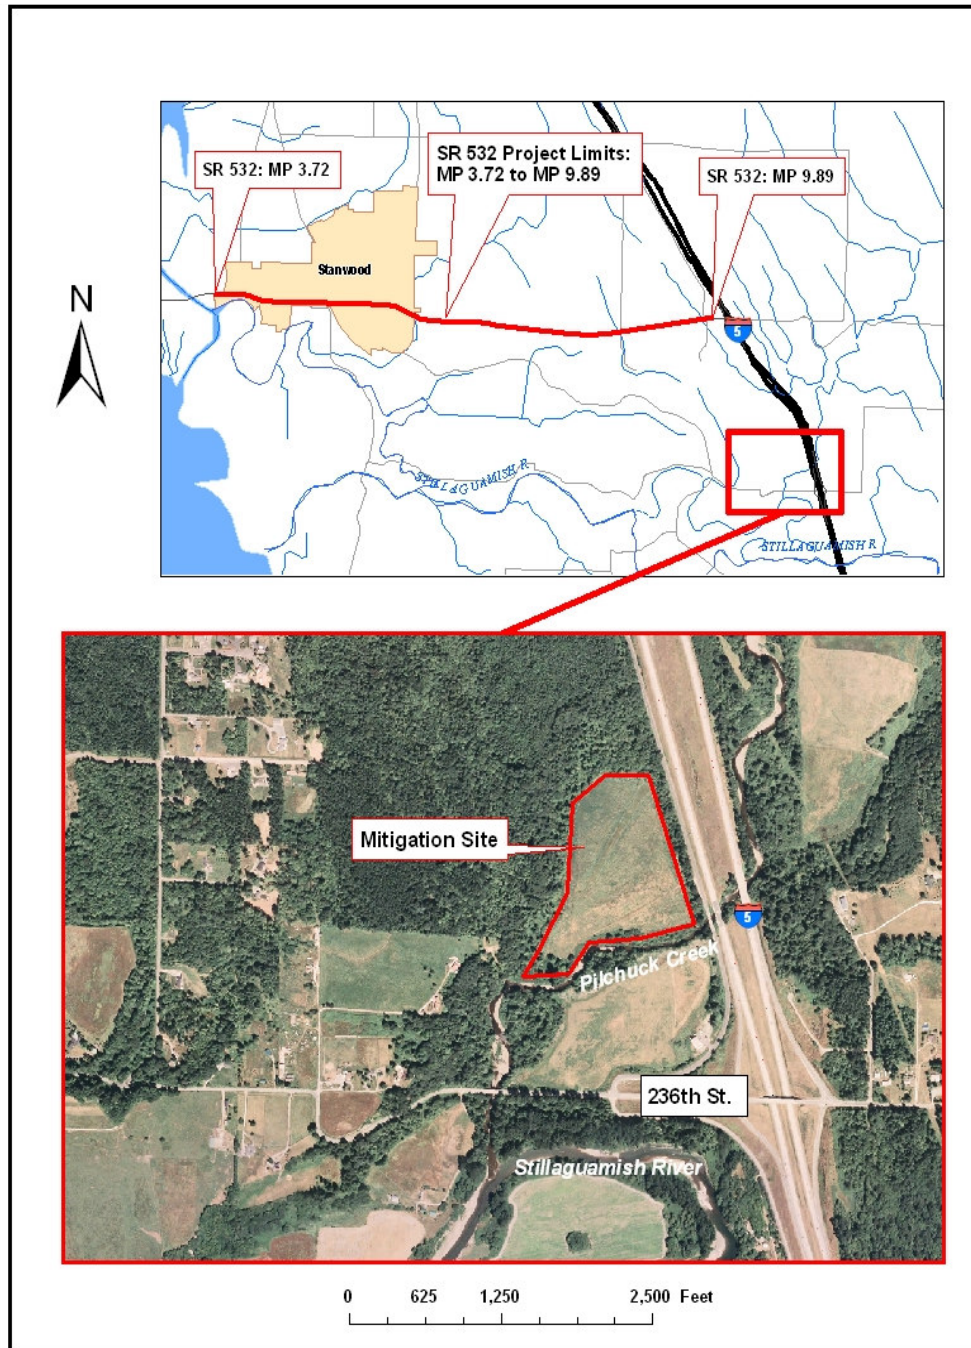 SR 532: MP 3.72
SR 532 Project Limits:
MP 3.72 to MP 9.89
SR 532: MP 9.89
Stanwood
N
5
STILLAGUAMISH R
STILLAGUAMISH R
Mitigation Site
5
Pilchuck Creek
236th St.
Stillaguamish River
0 625 1,250 2,500 Feet